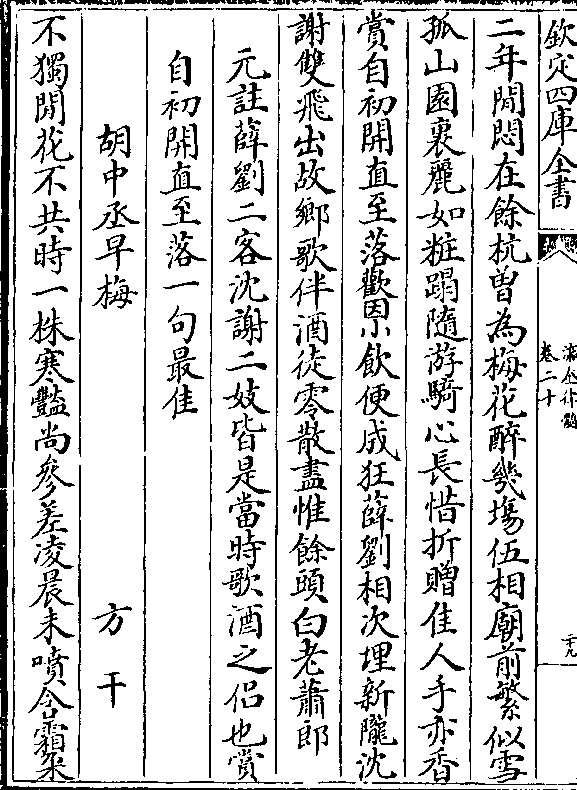 欽定四庫全書
瀛奎律髓
卷二十
二年閒悶在餘杭曽為梅花醉幾塲伍相廟前繁似雪
孤山園裏麗如粧蹋隨游騎心長惜折贈佳人手亦香
賞自初開直至落歡因小飲便成狂薛劉相次埋新隴沈
謝雙飛出故鄉歌伴酒徒零散盡惟餘頭白老蕭郎
元註薛劉二客沈謝二妓皆是當時歌酒之侣也賞
自初開直至落一句最佳
胡中丞早梅 方干
不獨閒花不共時一株寒豔尚參差凌晨未噴含霜朶